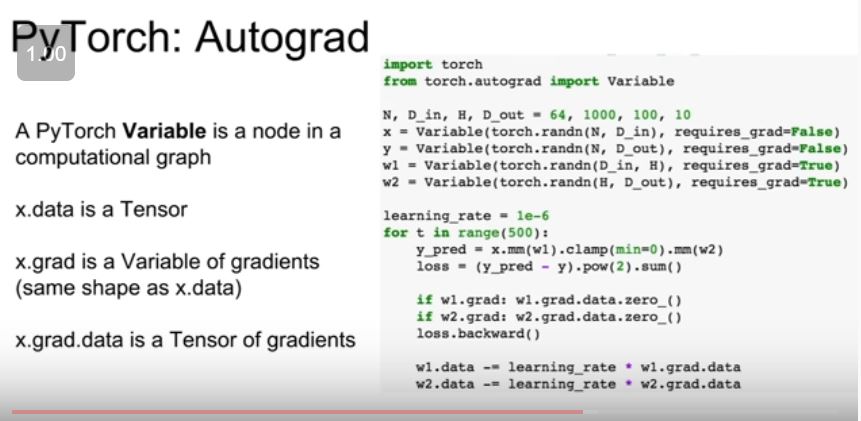 PyTorch: Autograd
1.00
A PyTorch Variable is a node in a
computational graph
x.data is a Tensor
x.grad is a Variable of gradients
(same shape as x.data)
x.grad.data is a Tensor of gradients
import torch
from torch.autograd import Variable
N, D_in, H, D_out = 64, 1000, 100, 10
x = Variable(torch.randn(N, D_in), requires_grad=False)
y = Variable(torch.randn(N, D_out), requires_grad=False)
w1 = Variable(torch.randn(D_in, H), requires_grad=True)
w2 = Variable(torch.randn(H, D_out), requires_grad=True)
learning_rate = 1e-6
for t in range(500):
    y_pred = x.mm(w1).clamp(min=0).mm(w2)
    loss = (y_pred - y).pow(2).sum()
    if w1.grad: w1.grad.data.zero_()
    if w2.grad: w2.grad.data.zero_()
    loss.backward()
    w1.data -= learning_rate * w1.grad.data
    w2.data -= learning_rate * w2.grad.data